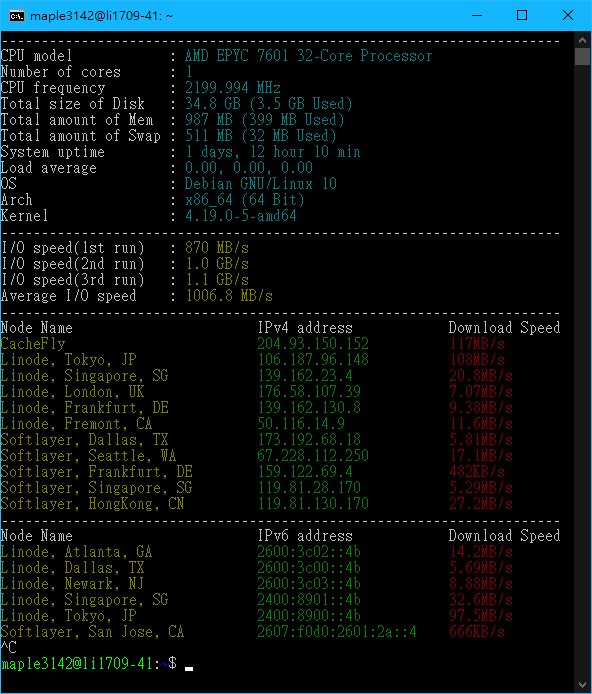 maple3142@li1709-41: ~
----------------------------------------------------------------------
CPU model            : AMD EPYC 7601 32-Core Processor
Number of cores      : 1
CPU frequency        : 2199.994 MHz
Total size of Disk   : 34.8 GB (3.5 GB Used)
Total amount of Mem  : 987 MB (399 MB Used)
Total amount of Swap : 511 MB (32 MB Used)
System uptime        : 1 days, 12 hour 10 min
Load average         : 0.00, 0.00, 0.00
OS                   : Debian GNU/Linux 10
Arch                 : x86_64 (64 Bit)
Kernel               : 4.19.0-5-amd64
----------------------------------------------------------------------
I/O speed(1st run)   : 870 MB/s
I/O speed(2nd run)   : 1.0 GB/s
I/O speed(3rd run)   : 1.1 GB/s
Average I/O speed    : 1006.8 MB/s
----------------------------------------------------------------------
Node Name                       IPv4 address            Download Speed
CacheFly                        204.93.150.152          117MB/s
Linode, Tokyo, JP               106.187.96.148          108MB/s
Linode, Singapore, SG           139.162.23.4            20.8MB/s
Linode, London, UK              176.58.107.39           7.07MB/s
Linode, Frankfurt, DE           139.162.130.8           9.38MB/s
Linode, Fremont, CA             50.116.14.9             11.6MB/s
Softlayer, Dallas, TX           173.192.68.18           5.81MB/s
Softlayer, Seattle, WA          67.228.112.250          17.1MB/s
Softlayer, Frankfurt, DE        159.122.69.4            482KB/s
Softlayer, Singapore, SG        119.81.28.170           5.29MB/s
Softlayer, HongKong, CN         119.81.130.170          27.2MB/s
----------------------------------------------------------------------
Node Name                       IPv6 address            Download Speed
Linode, Atlanta, GA             2600:3c02::4b           14.2MB/s
Linode, Dallas, TX              2600:3c00::4b           5.69MB/s
Linode, Newark, NJ              2600:3c03::4b           8.88MB/s
Linode, Singapore, SG           2400:8901::4b           32.6MB/s
Linode, Tokyo, JP               2400:8900::4b           97.5MB/s
Softlayer, San Jose, CA         2607:f0d0:2601:2a::4    666KB/s
^C
maple3142@li1709-41:~$